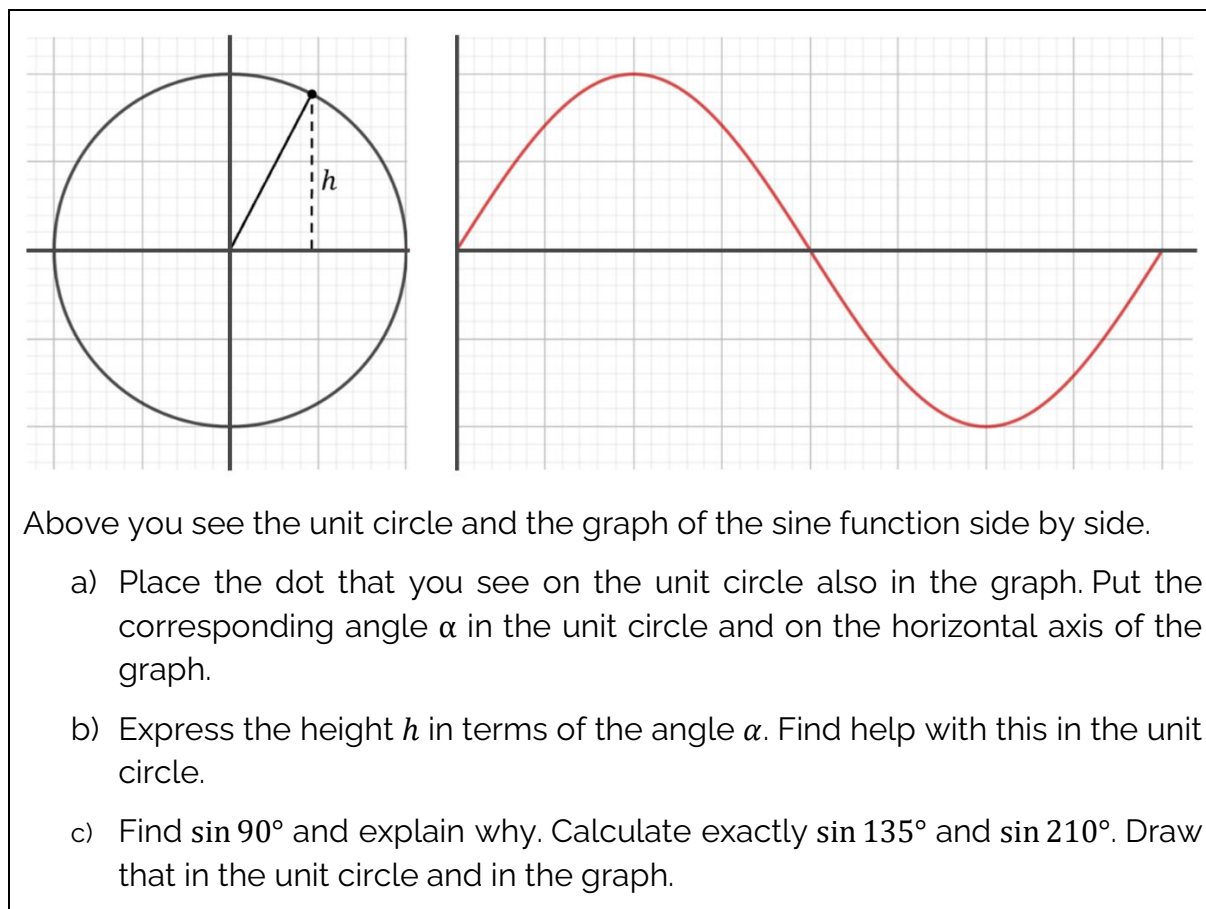 h
Above you see the unit circle and the graph of the sine function side by side.
a) Place the dot that you see on the unit circle also in the graph. Put the
corresponding angle α in the unit circle and on the horizontal axis of the
graph.
b) Express the height h in terms of the angle α. Find help with this in the unit
circle.
c) Find sin 90° and explain why. Calculate exactly sin 135° and sin 210°. Draw
that in the unit circle and in the graph.